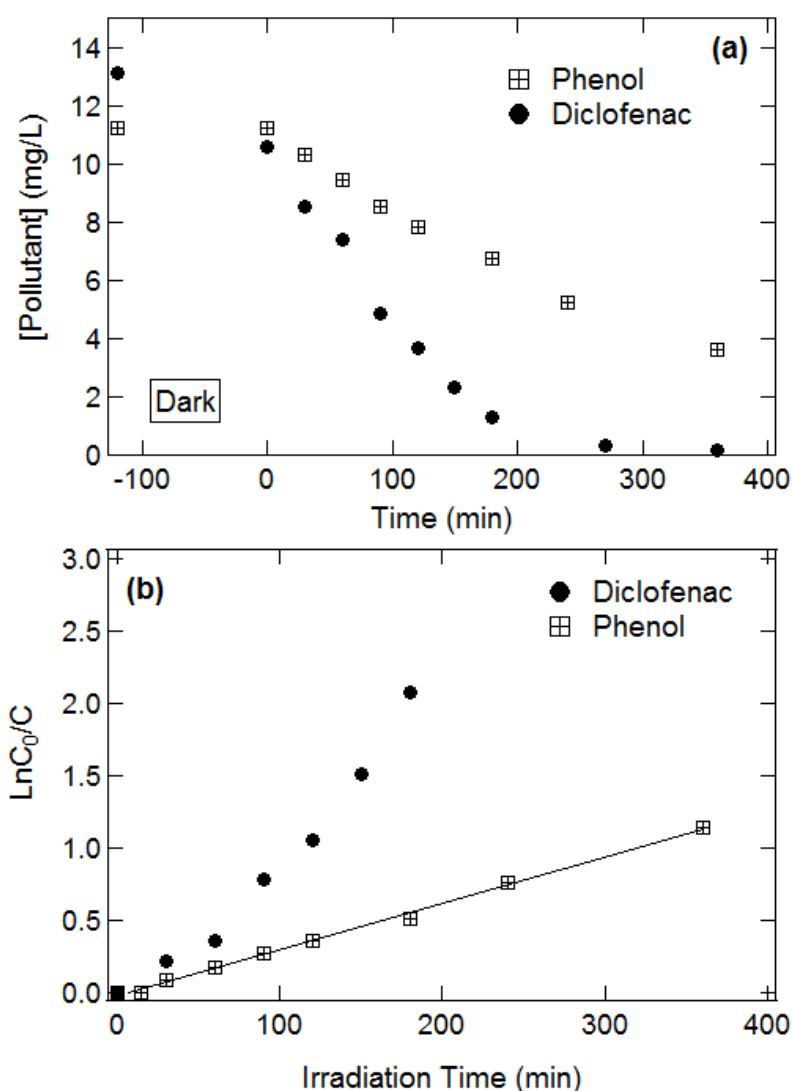 (a)
Phenol
Diclofenac
[Pollutant] (mg/L)
14
12
10
8
6
4
2
0
Dark
-100 0 100 200 300 400
Time (min)
(b)
Diclofenac
Phenol
LnC₀/C
3.0
2.5
2.0
1.5
1.0
0.5
0.0
0 100 200 300 400
Irradiation Time (min)